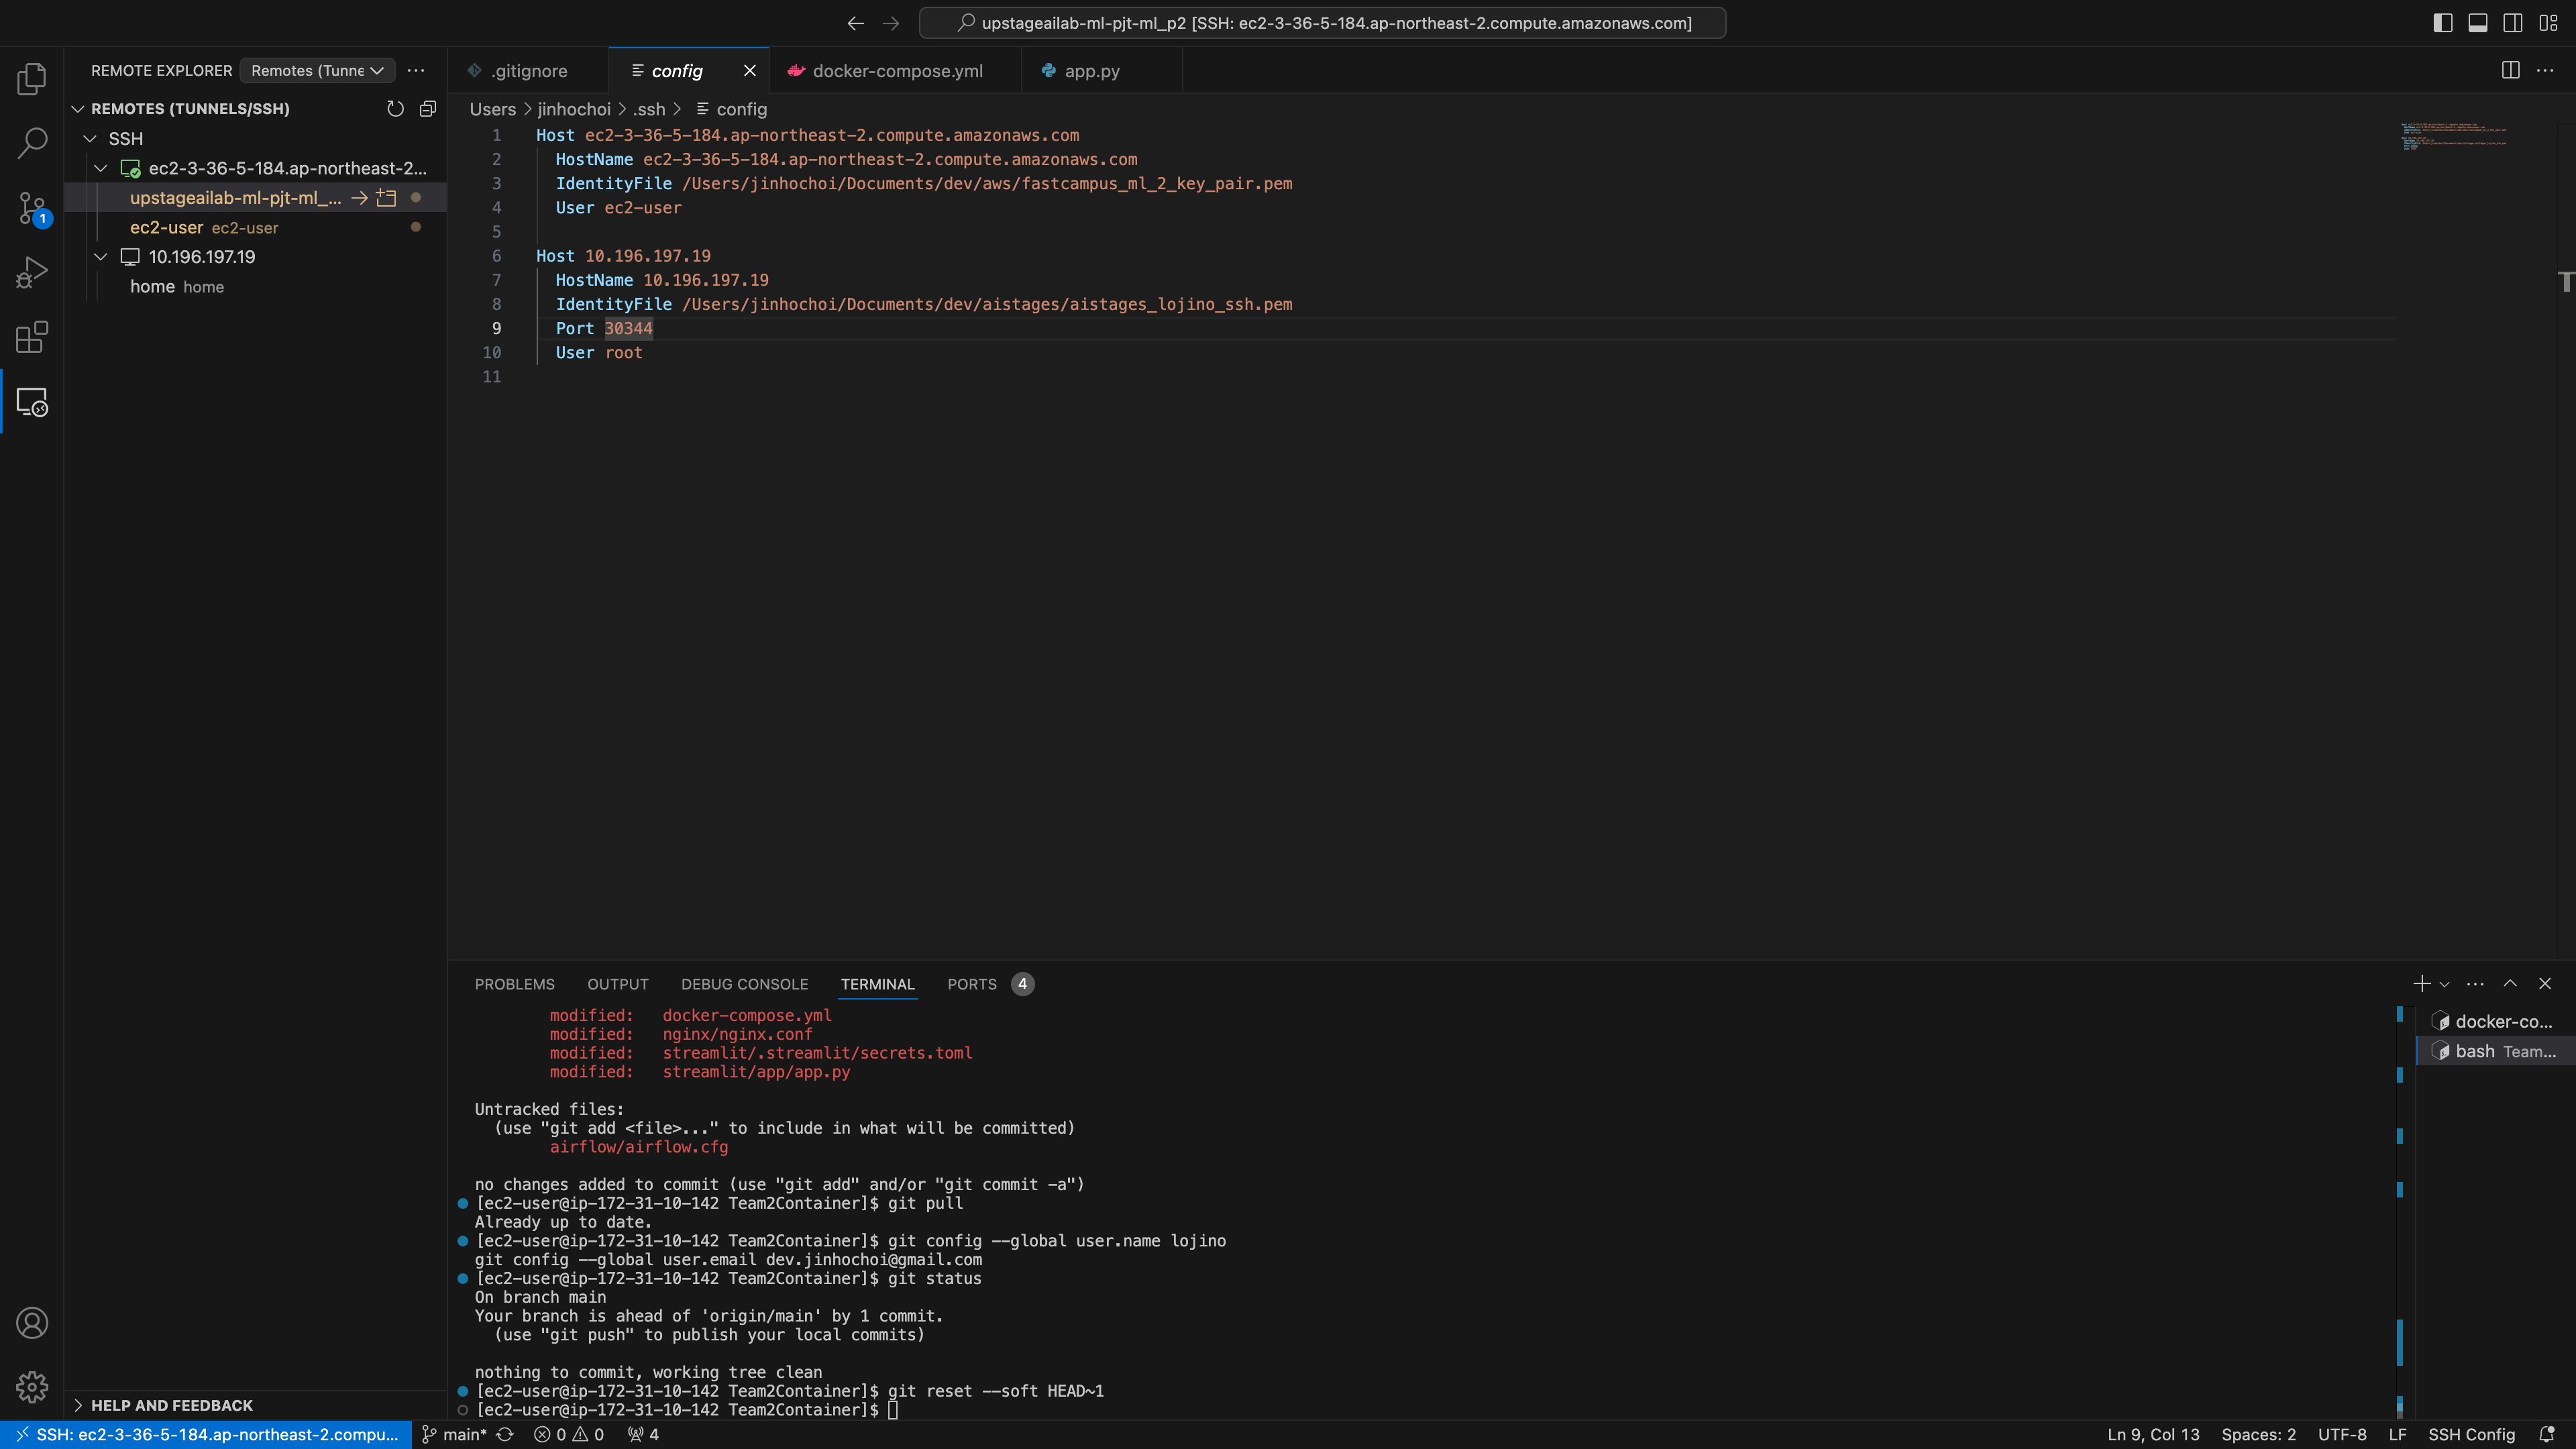 upstageailab-ml-pjt-ml_p2 [SSH: ec2-3-36-5-184.ap-northeast-2.compute.amazonaws.com]
REMOTE EXPLORER
Remotes (Tunne
REMOTES (TUNNELS/SSH)
SSH
ec2-3-36-5-184.ap-northeast-2...
upstageailab-ml-pjt-ml_...
ec2-user ec2-user
10.196.197.19
home home
1
HELP AND FEEDBACK
.gitignore
config
docker-compose.yml
app.py
Users > jinhochoi > .ssh > config
1 Host ec2-3-36-5-184.ap-northeast-2.compute.amazonaws.com
2 HostName ec2-3-36-5-184.ap-northeast-2.compute.amazonaws.com
3 IdentityFile /Users/jinhochoi/Documents/dev/aws/fastcampus_ml_2_key_pair.pem
4 User ec2-user
5
6 Host 10.196.197.19
7 HostName 10.196.197.19
8 IdentityFile /Users/jinhochoi/Documents/dev/aistages/aistages_lojino_ssh.pem
9 Port 30344
10 User root
11
PROBLEMS OUTPUT DEBUG CONSOLE TERMINAL PORTS 4
modified: docker-compose.yml
modified: nginx/nginx.conf
modified: streamlit/.streamlit/secrets.toml
modified: streamlit/app/app.py
Untracked files:
(use "git add <file>..." to include in what will be committed)
airflow/airflow.cfg
no changes added to commit (use "git add" and/or "git commit -a")
[ec2-user@ip-172-31-10-142 Team2Container]$ git pull
Already up to date.
[ec2-user@ip-172-31-10-142 Team2Container]$ git config --global user.name lojino
git config --global user.email dev.jinhochoi@gmail.com
[ec2-user@ip-172-31-10-142 Team2Container]$ git status
On branch main
Your branch is ahead of 'origin/main' by 1 commit.
(use "git push" to publish your local commits)
nothing to commit, working tree clean
[ec2-user@ip-172-31-10-142 Team2Container]$ git reset --soft HEAD~1
[ec2-user@ip-172-31-10-142 Team2Container]$
docker-co...
bash Team...
SSH: ec2-3-36-5-184.ap-northeast-2.compu... main* 0 0 4
Ln 9, Col 13 Spaces: 2 UTF-8 LF SSH Config